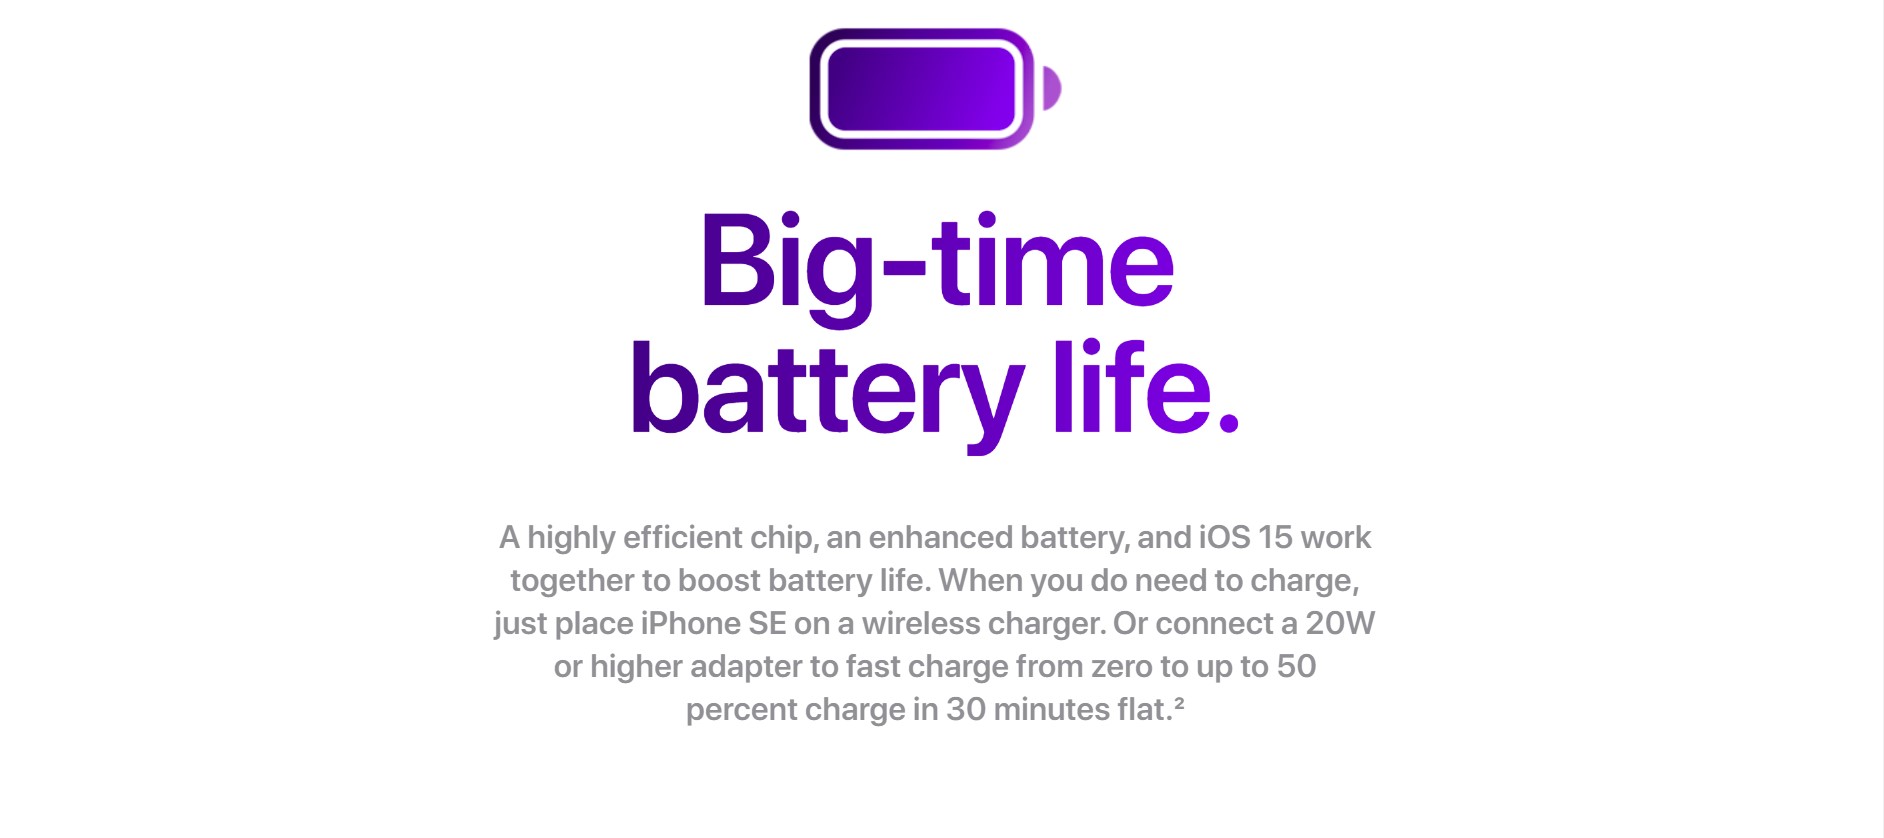 Big-time
battery life.
A highly efficient chip, an enhanced battery, and iOS 15 work
together to boost battery life. When you do need to charge,
just place iPhone SE on a wireless charger. Or connect a 20W
or higher adapter to fast charge from zero to up to 50
percent charge in 30 minutes flat.²